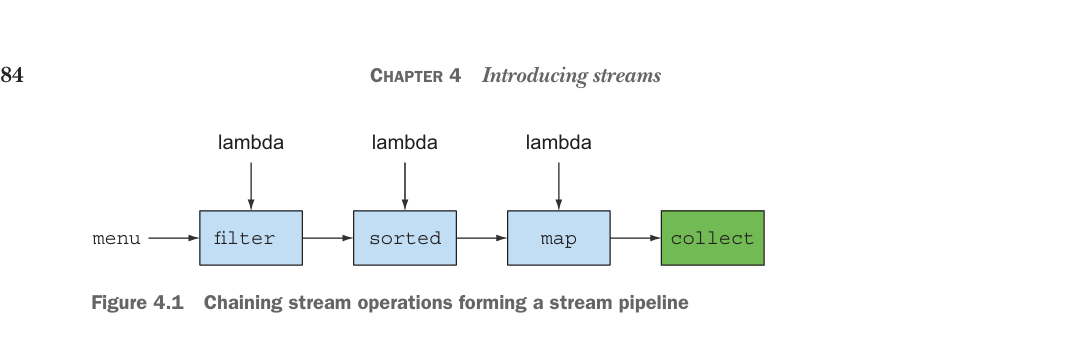 84
CHAPTER 4 Introducing streams
lambda lambda lambda
menu filter sorted map collect
Figure 4.1 Chaining stream operations forming a stream pipeline